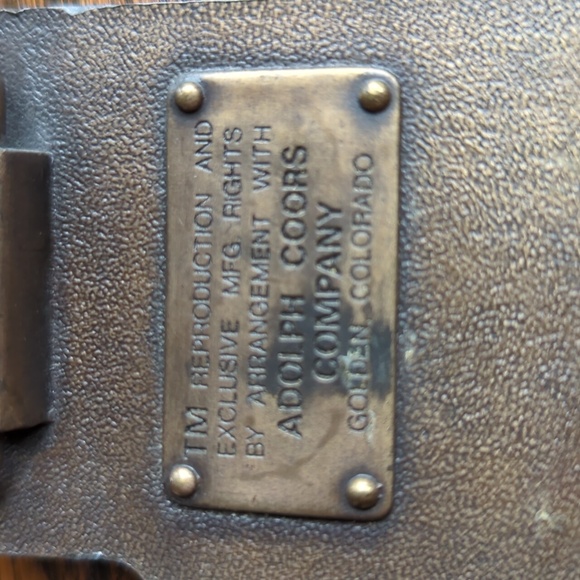 TM REPRODUCTION AND
EXCLUSIVE MFG RIGHTS
BY ARRANGEMENT WITH
ADOLPH COORS
COMPANY
GOLDEN COLORADO